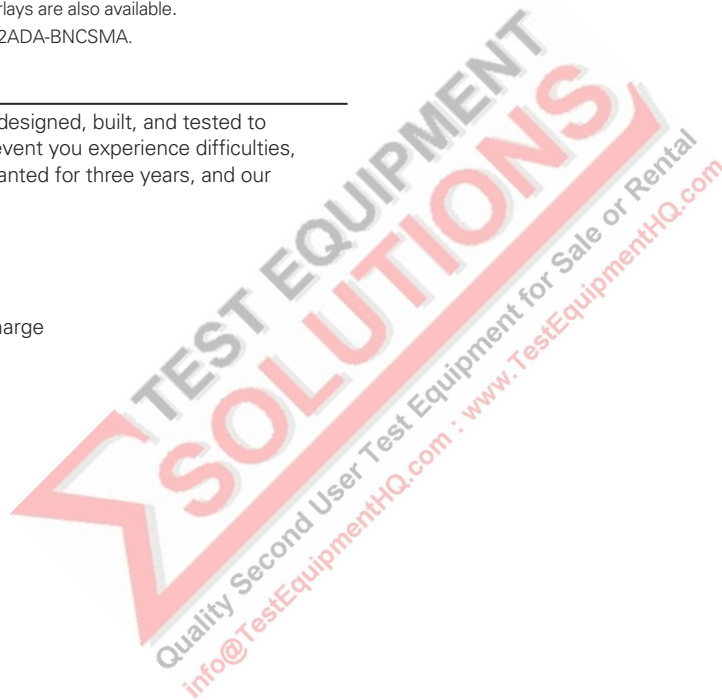 rlays are also available.
2ADA-BNCSMA.
designed, built, and tested to
event you experience difficulties,
anted for three years, and our
harge
TEST EQUIPMENT
SOLUTIONS
Quality Second User Test Equipment for Sale or Rental
info@TestEquipmentHQ.com : www.TestEquipmentHQ.com